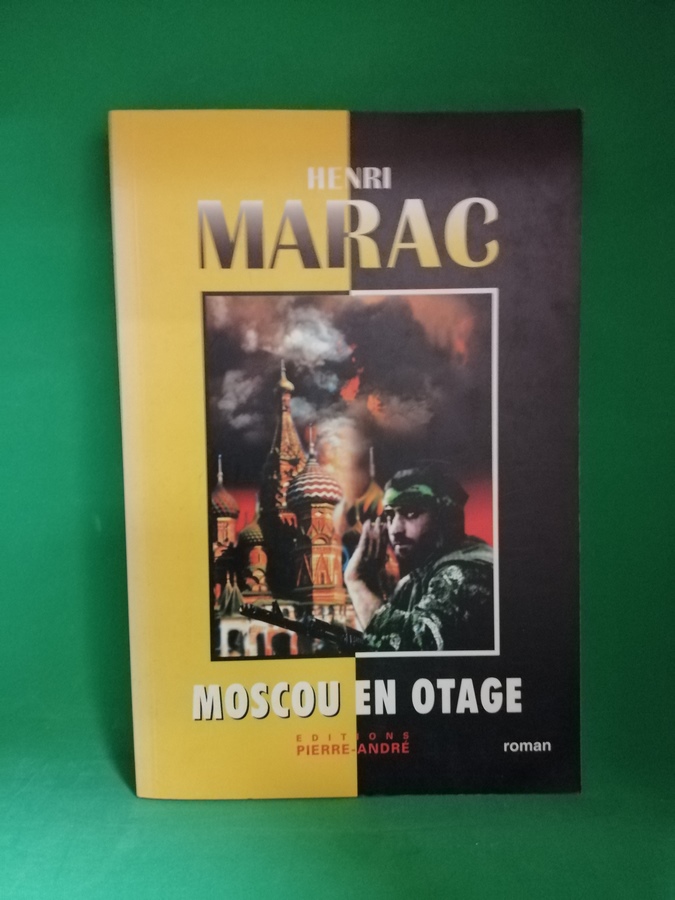 HENRI
MARAC
MOSCOU EN OTAGE
EDITIONS
PIERRE-ANDRÉ
roman